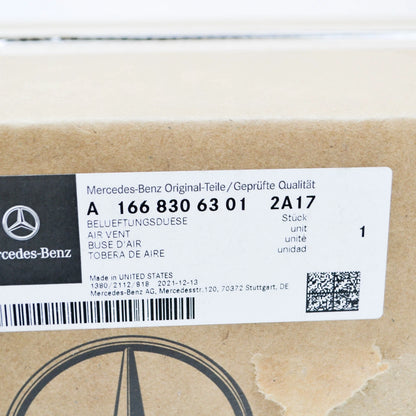 Mercedes-Benz Original-Teile/Geprüfte Qualität
A 166 830 63 01 2A17
BELUEFTUNGSDUESE Stück
AIR VENT unit
BUSE D'AIR unité 1
TOBERA DE AIRE unidad
rcedes-Benz
Made in UNITED STATES
1380/2112/818 2021-12-13
Mercedes-Benz AG, Mercedesstr.120, 70372 Stuttgart, DE